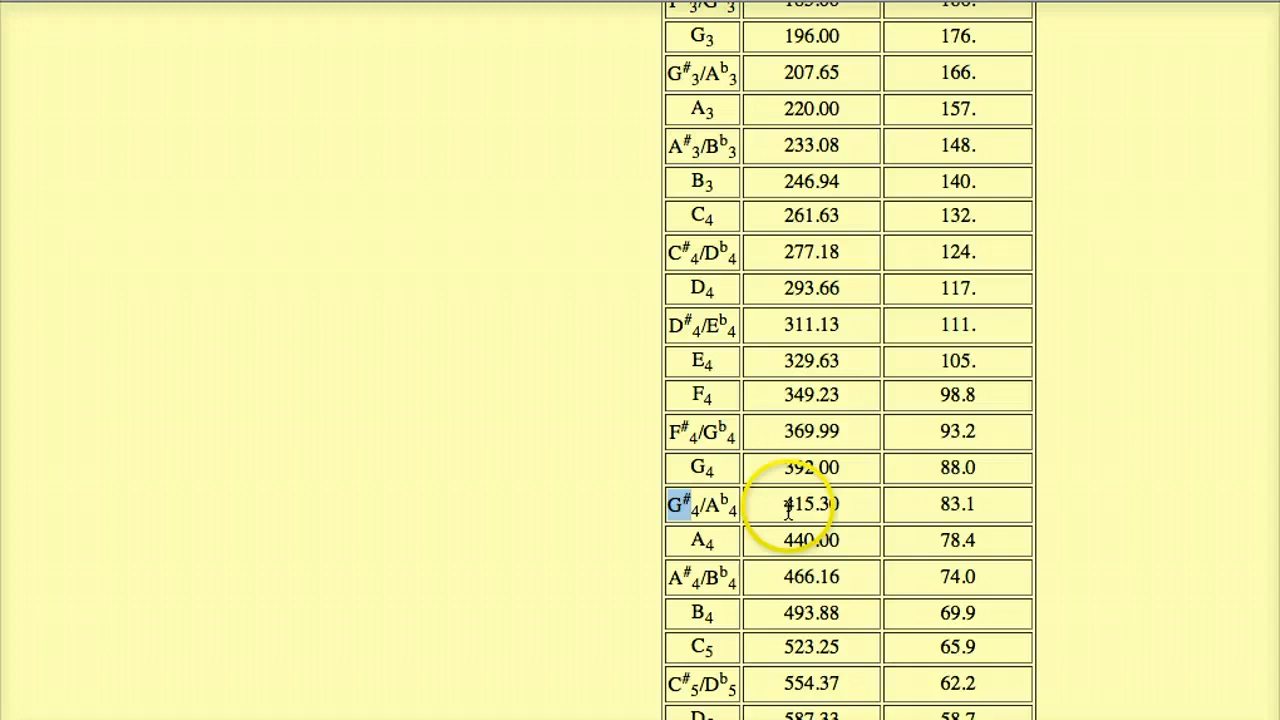 G3 196.00 176.
G#3/Ab3 207.65 166.
A3 220.00 157.
A#3/Bb3 233.08 148.
B3 246.94 140.
C4 261.63 132.
C#4/Db4 277.18 124.
D4 293.66 117.
D#4/Eb4 311.13 111.
E4 329.63 105.
F4 349.23 98.8
F#4/Gb4 369.99 93.2
G4 392.00 88.0
G#4/Ab4 415.30 83.1
A4 440.00 78.4
A#4/Bb4 466.16 74.0
B4 493.88 69.9
C5 523.25 65.9
C#5/Db5 554.37 62.2
587.33 58.7